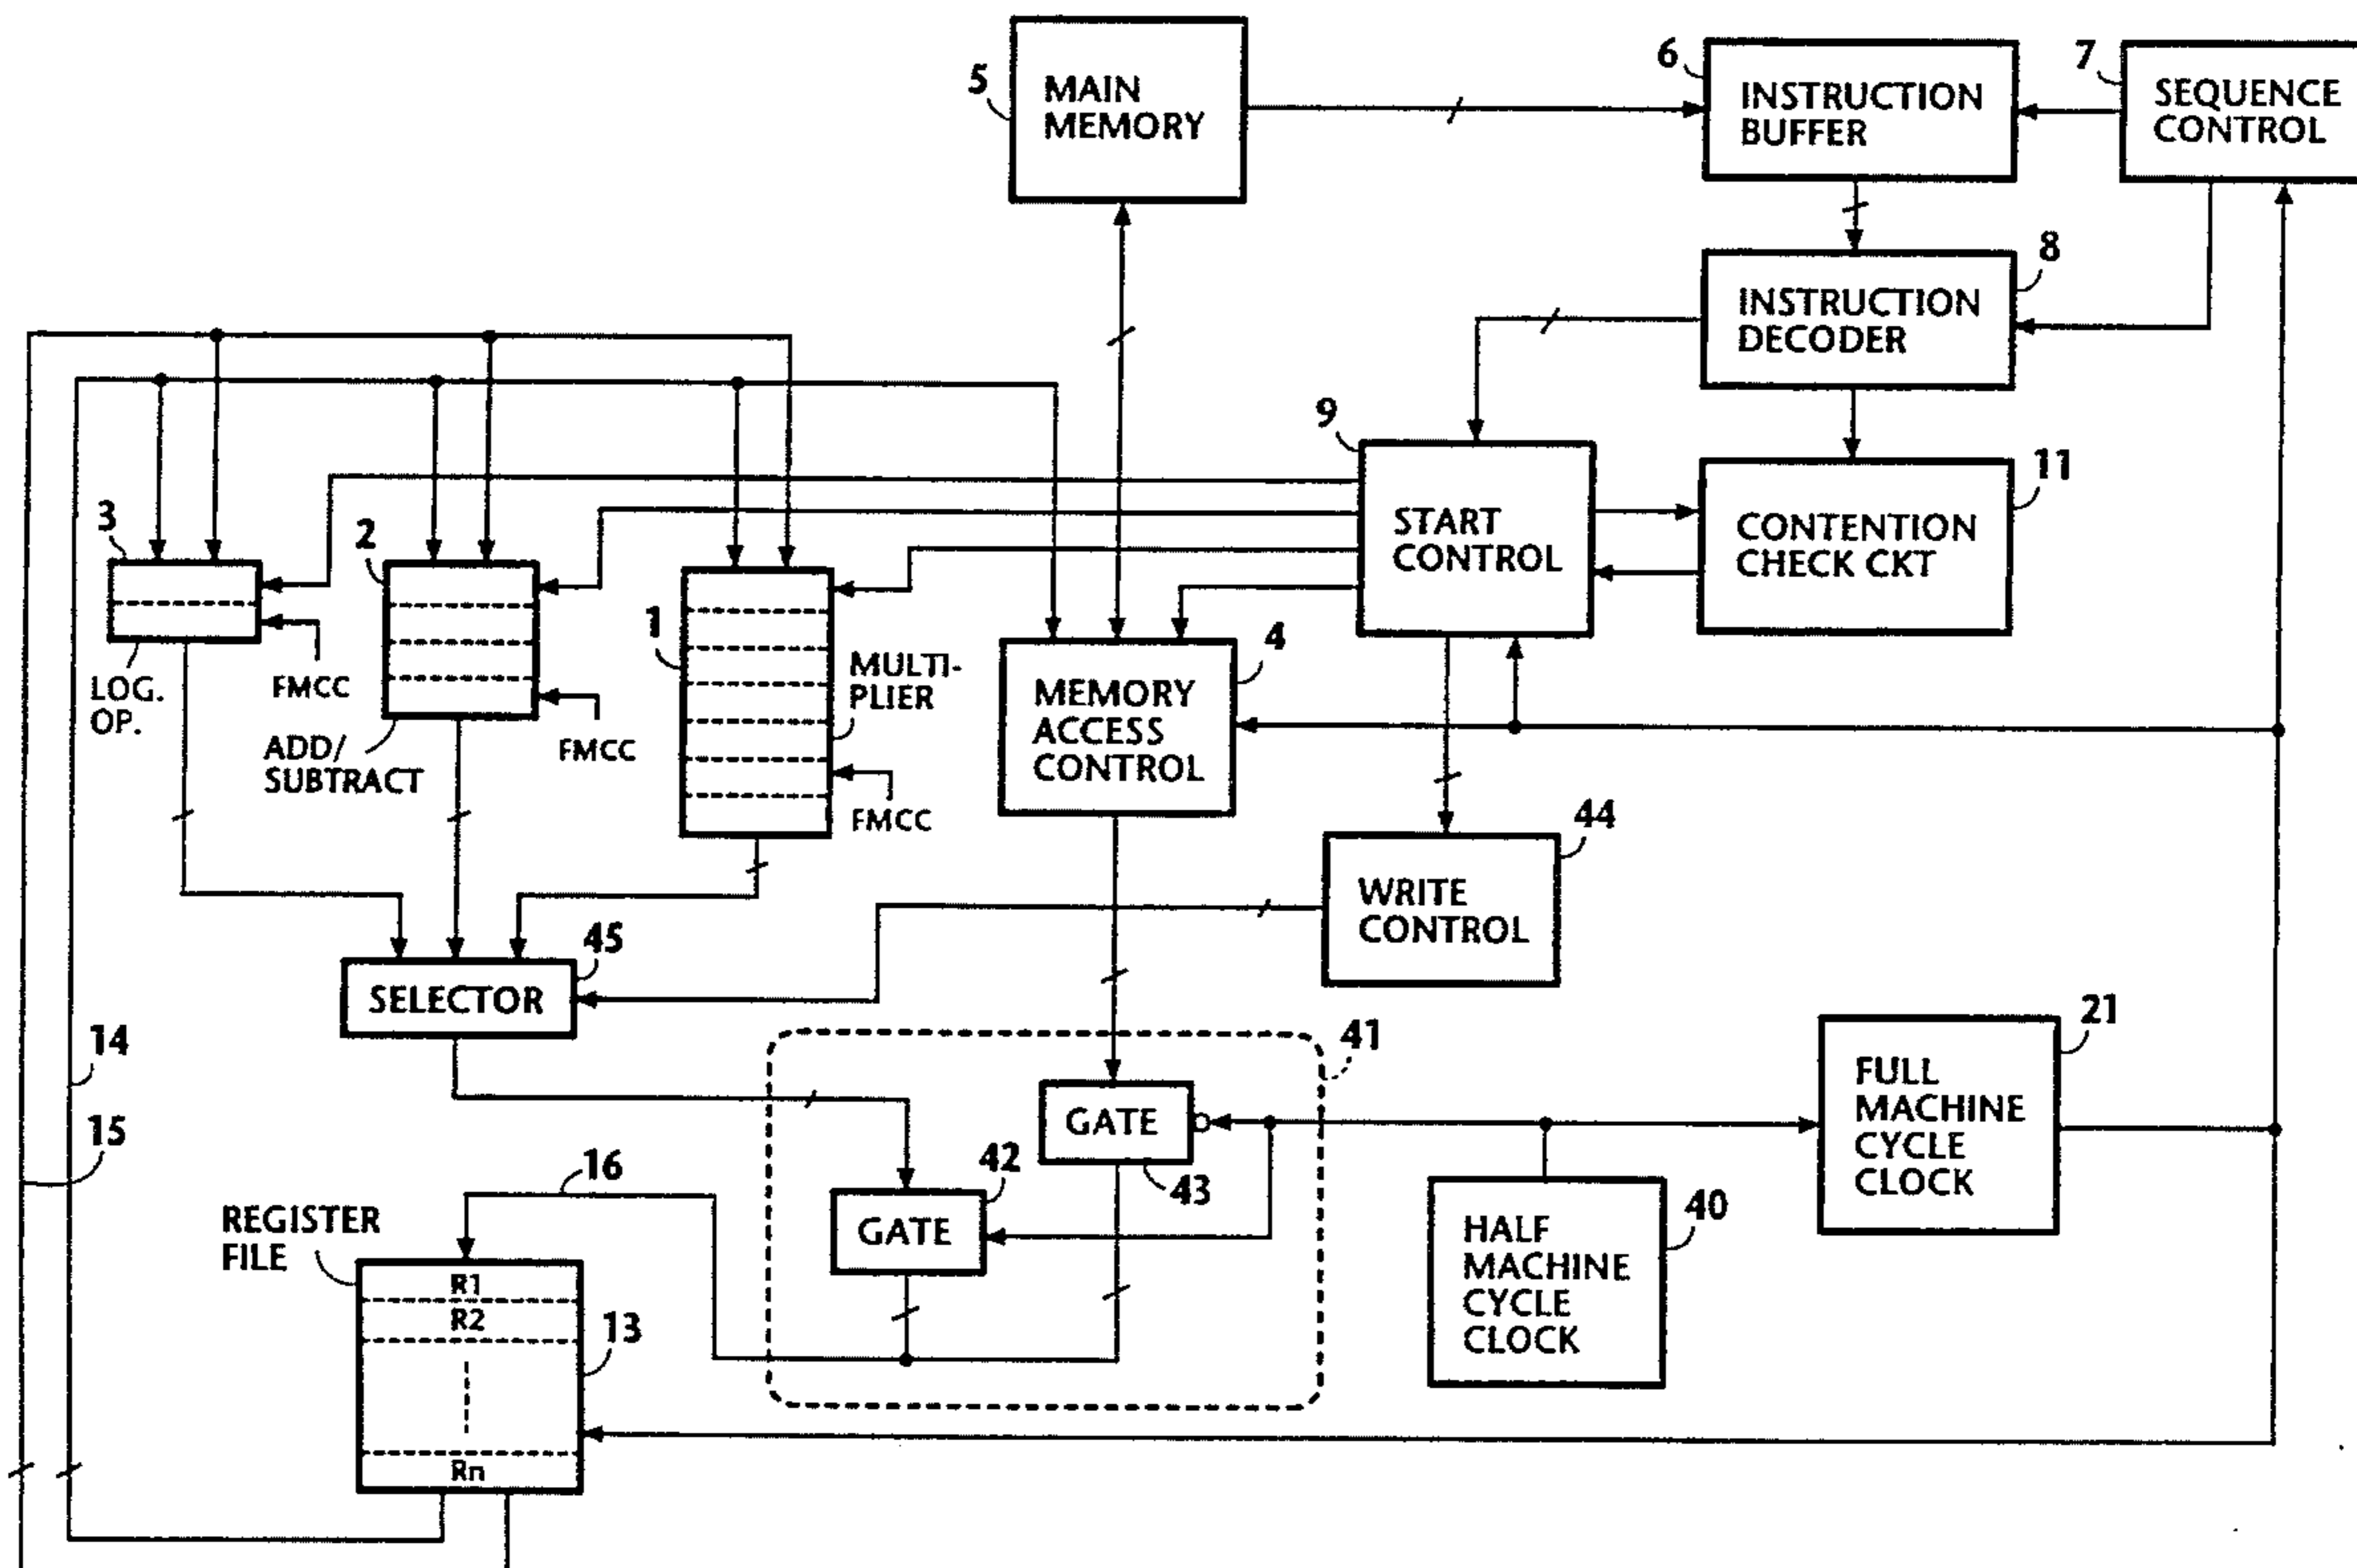 5
MAIN
MEMORY
6
INSTRUCTION
BUFFER
7
SEQUENCE
CONTROL
8
INSTRUCTION
DECODER
9
START
CONTROL
11
CONTENTION
CHECK CKT
3
LOG.
OP.
FMCC
2
ADD/
SUBTRACT
FMCC
1
MULTI-
PLIER
FMCC
4
MEMORY
ACCESS
CONTROL
44
WRITE
CONTROL
45
SELECTOR
14
15
41
GATE
43
42
GATE
21
FULL
MACHINE
CYCLE
CLOCK
40
HALF
MACHINE
CYCLE
CLOCK
16
REGISTER
FILE
R1
R2
13
Rn